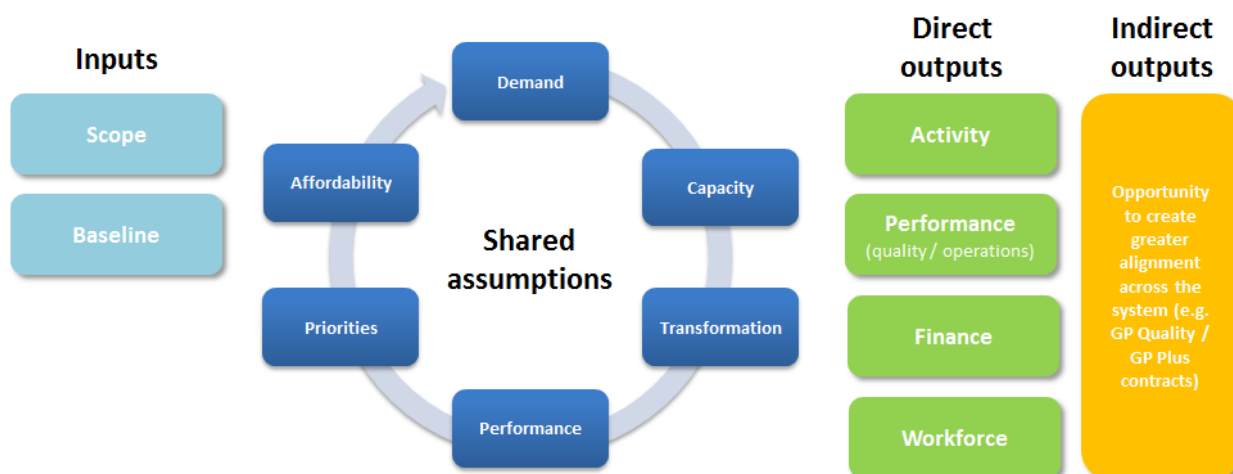 Inputs
Scope
Baseline
Demand
Capacity
Transformation
Performance
Priorities
Affordability
Shared
assumptions
Direct
outputs
Activity
Performance
(quality / operations)
Finance
Workforce
Indirect
outputs
Opportunity
to create
greater
alignment
across the
system (e.g.
GP Quality /
GP Plus
contracts)